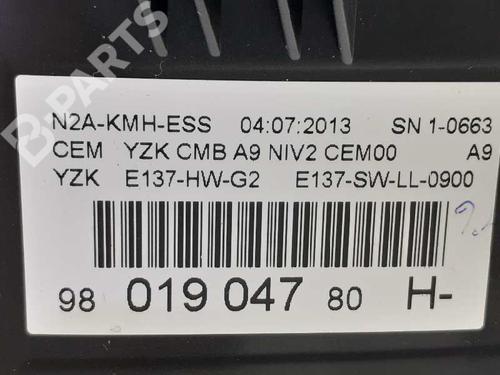 B-PARTS
N2A-KMH-ESS 04:07:2013 SN 1-0663
CEM YZK CMB A9 NIV2 CEM00 A9
YZK E137-HW-G2 E137-SW-LL-0900
98 019 047 80 H-